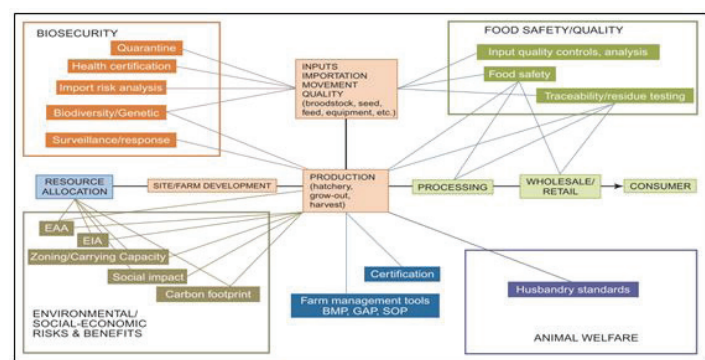 BIOSECURITY
Quarantine
Health certification
Import risk analysis
Biodiversity/Genetic
Surveillance/response
INPUTS
IMPORTATION
MOVEMENT
QUALITY
(broodstock, seed,
feed, equipment, etc.)
FOOD SAFETY/QUALITY
Input quality controls, analysis
Food safety
Traceability/residue testing
RESOURCE
ALLOCATION
SITE/FARM DEVELOPMENT
PRODUCTION
(hatchery,
grow-out,
harvest)
PROCESSING
WHOLESALE/
RETAIL
CONSUMER
EAA
EIA
Zoning/Carrying Capacity
Social impact
Carbon footprint
ENVIRONMENTAL/
SOCIAL-ECONOMIC
RISKS & BENEFITS
Certification
Farm management tools
BMP, GAP, SOP
Husbandry standards
ANIMAL WELFARE